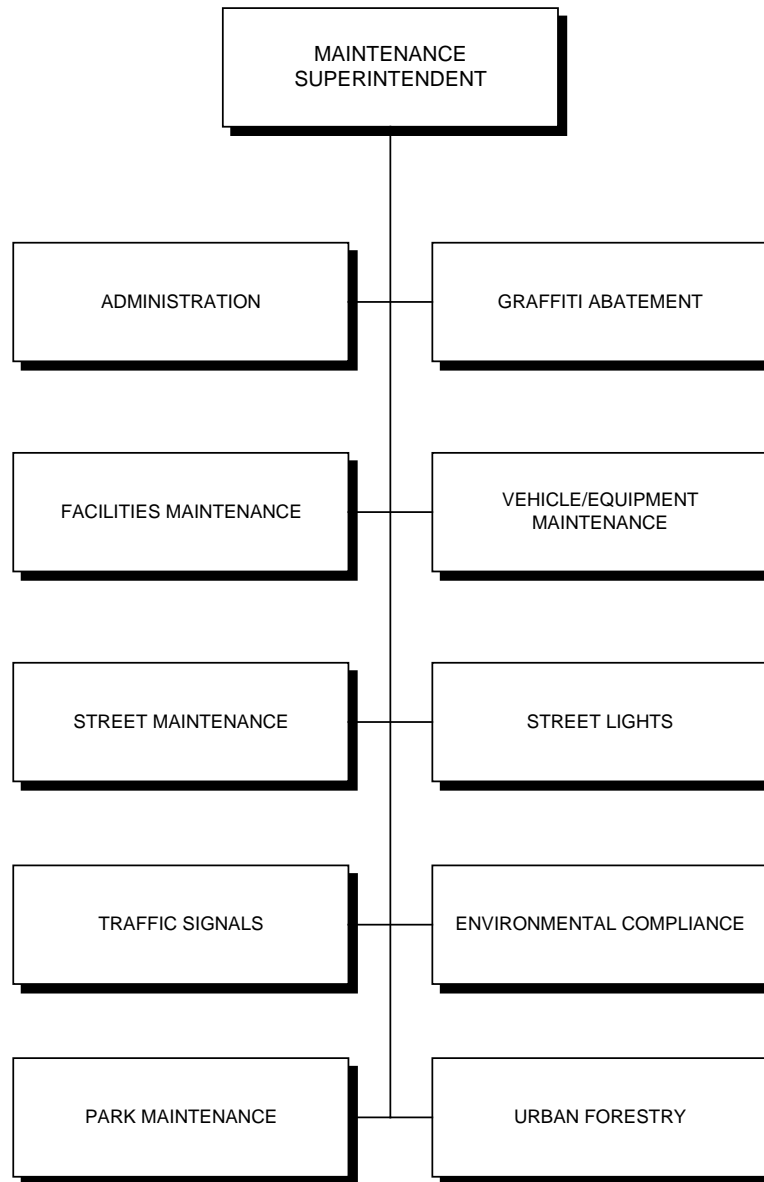 MAINTENANCE
SUPERINTENDENT
ADMINISTRATION
GRAFFITI ABATEMENT
FACILITIES MAINTENANCE
VEHICLE/EQUIPMENT
MAINTENANCE
STREET MAINTENANCE
STREET LIGHTS
TRAFFIC SIGNALS
ENVIRONMENTAL COMPLIANCE
PARK MAINTENANCE
URBAN FORESTRY